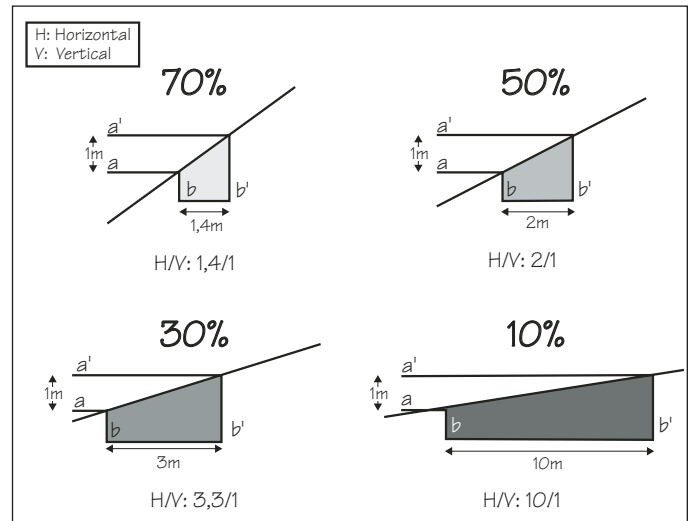 H: Horizontal
V: Vertical
70%
a'
1m
a
b
b'
1,4m
H/V: 1,4/1
50%
a'
1m
a
b
b'
2m
H/V: 2/1
30%
a'
1m
a
b
b'
3m
H/V: 3,3/1
10%
a'
1m
a
b
b'
10m
H/V: 10/1